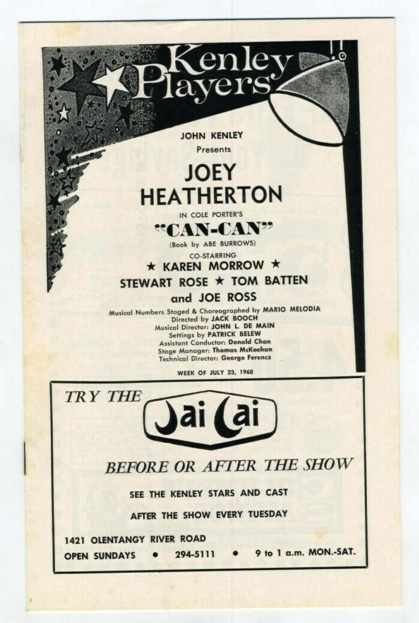 Kenley
Players
JOHN KENLEY
Presents
JOEY
HEATHERTON
IN COLE PORTER'S
"CAN-CAN"
(Book by ABE BURROWS)
CO-STARRING
★ KAREN MORROW ★
STEWART ROSE ★ TOM BATTEN
and JOE ROSS
Musical Numbers Staged & Choreographed by MARIO MELODIA
Directed by JACK BOOCH
Musical Director: JOHN L. DE MAIN
Settings by PATRICK BELEW
Assistant Conductor: Donald Chan
Stage Manager: Thomas McKeehan
Technical Director: George Ferencz
WEEK OF JULY 23, 1968
TRY THE
Jai Lai
BEFORE OR AFTER THE SHOW
SEE THE KENLEY STARS AND CAST
AFTER THE SHOW EVERY TUESDAY
1421 OLENTANGY RIVER ROAD
OPEN SUNDAYS • 294-5111 • 9 to 1 a.m. MON.-SAT.